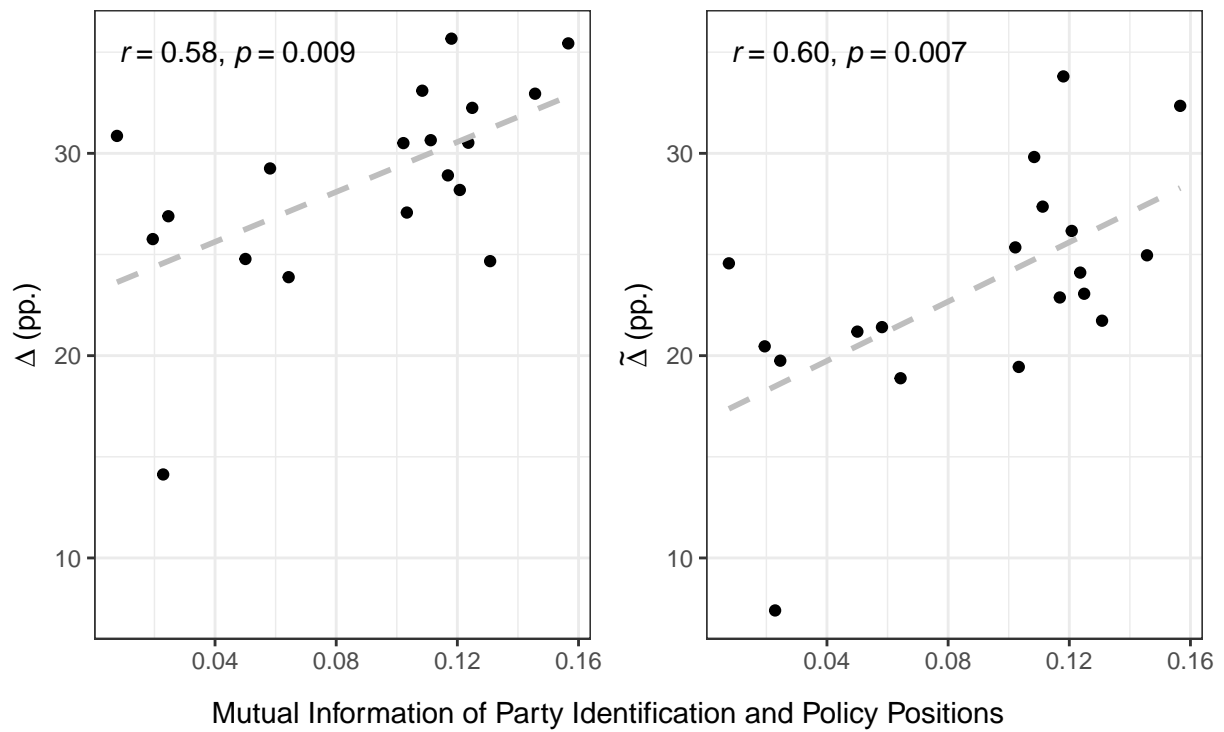 r = 0.58, p = 0.009
30
20
10
Δ (pp.)
0.04 0.08 0.12 0.16
r = 0.60, p = 0.007
30
20
10
Δ̃ (pp.)
0.04 0.08 0.12 0.16
Mutual Information of Party Identification and Policy Positions